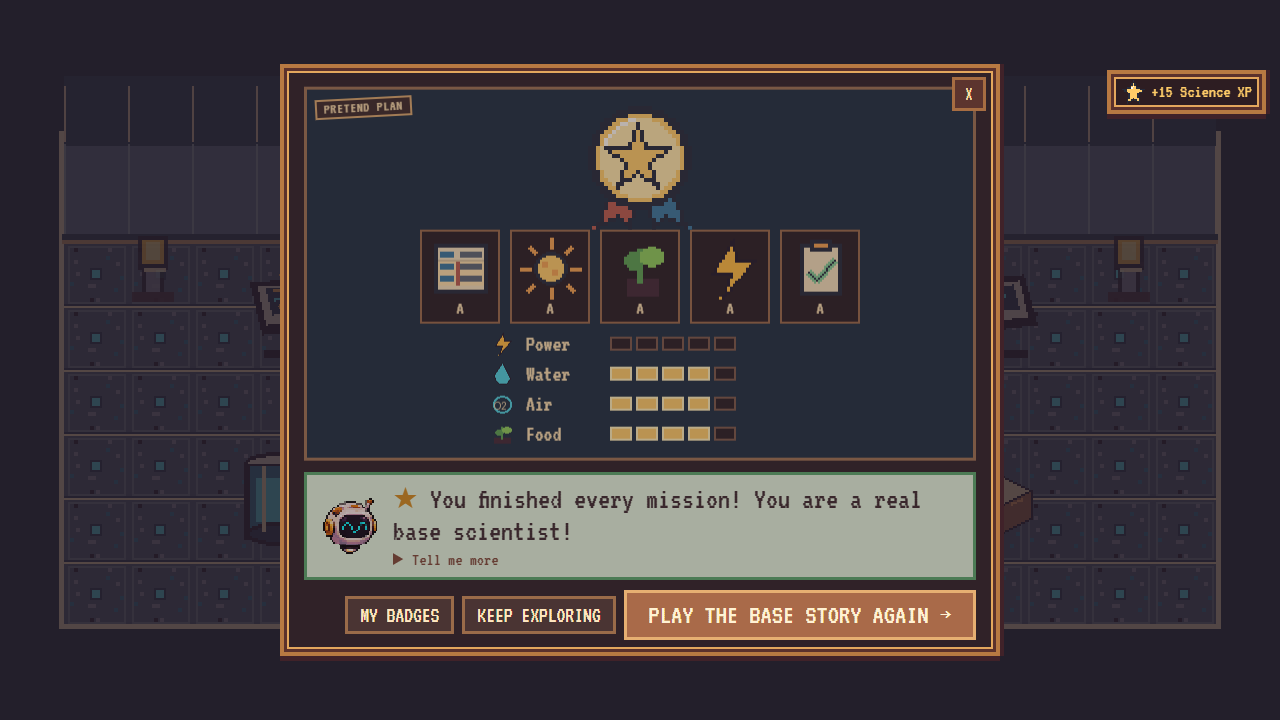 PRETEND PLAN
X
+15 Science XP
A A A A A
Power
Water
O2 Air
Food
★ You finished every mission! You are a real
base scientist!
▶ Tell me more
MY BADGES
KEEP EXPLORING
PLAY THE BASE STORY AGAIN →